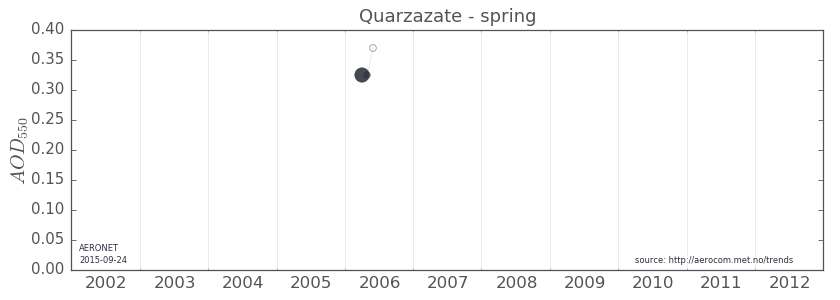 Quarzazate - spring
0.40
0.35
0.30
0.25
0.20
0.15
0.10
0.05
0.00
AOD550
AERONET
2015-09-24
source: http://aerocom.met.no/trends
2002 2003 2004 2005 2006 2007 2008 2009 2010 2011 2012